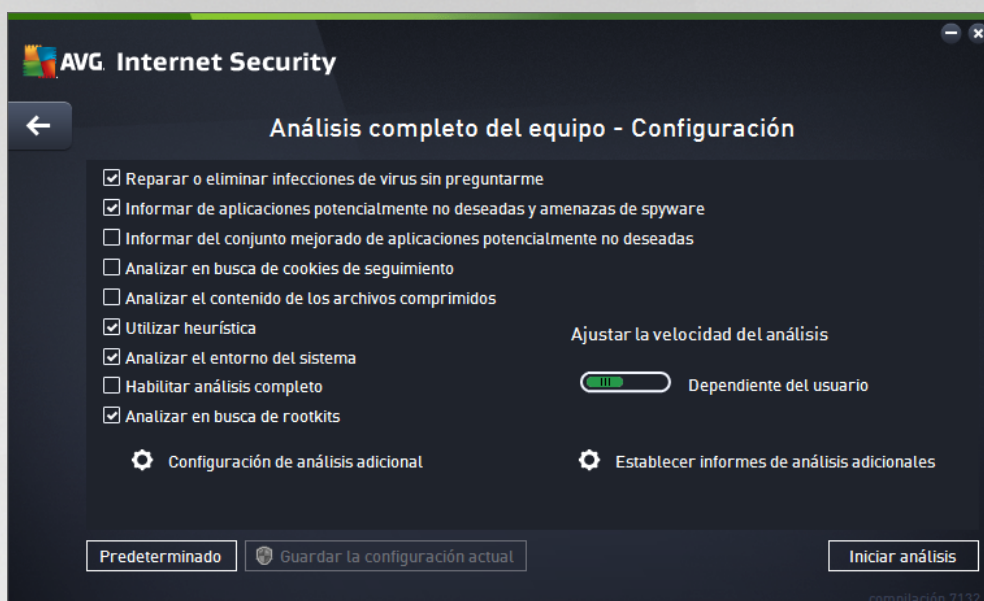 AVG. Internet Security
Análisis completo del equipo - Configuración
Reparar o eliminar infecciones de virus sin preguntarme
Informar de aplicaciones potencialmente no deseadas y amenazas de spyware
Informar del conjunto mejorado de aplicaciones potencialmente no deseadas
Analizar en busca de cookies de seguimiento
Analizar el contenido de los archivos comprimidos
Utilizar heurística
Analizar el entorno del sistema
Habilitar análisis completo
Analizar en busca de rootkits
Ajustar la velocidad del análisis
Dependiente del usuario
Configuración de análisis adicional
Establecer informes de análisis adicionales
Predeterminado
Guardar la configuración actual
Iniciar análisis
compilación 7132